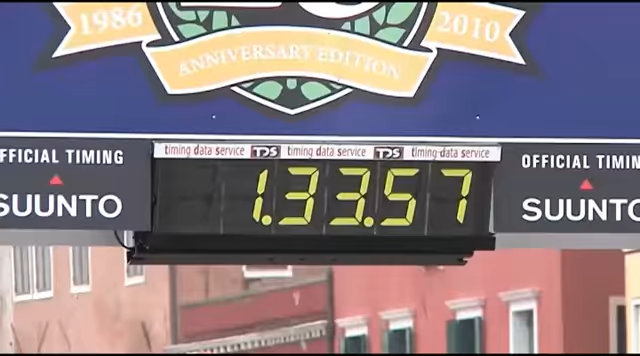 1986
2010
ANNIVERSARY EDITION
timing data service TDS timing data service TDS timing data service
OFFICIAL TIMING
SUUNTO
1.33.57
OFFICIAL TIMING
SUUNTO